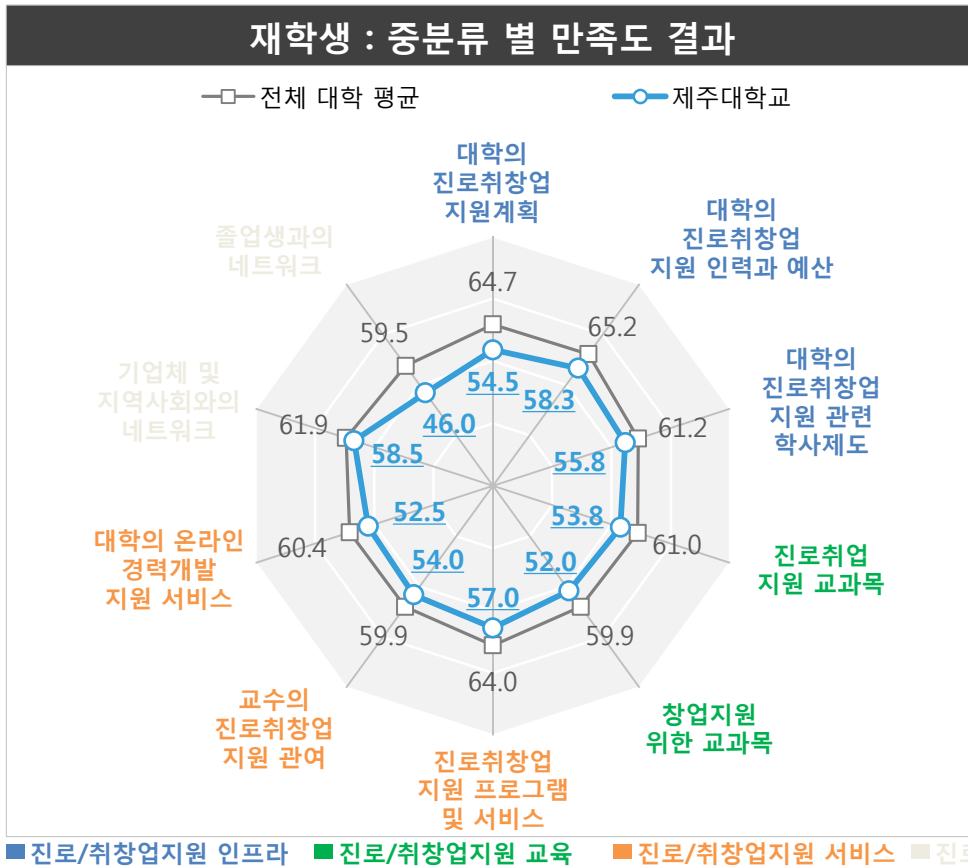 재학생 : 중분류 별 만족도 결과
전체 대학 평균
제주대학교
대학의
진로취창업
지원계획
대학의
진로취창업
지원 인력과 예산
대학의
진로취창업
지원 관련
학사제도
진로취업
지원 교과목
창업지원
위한 교과목
진로취창업
지원 프로그램
및 서비스
교수의
진로취창업
지원 관여
대학의 온라인
경력개발
지원 서비스
기업체 및
지역사회와의
네트워크
졸업생과의
네트워크
64.7
65.2
61.2
61.0
59.9
64.0
59.9
60.4
61.9
59.5
54.5
58.3
55.8
53.8
52.0
57.0
54.0
52.5
58.5
46.0
진로/취창업지원 인프라
진로/취창업지원 교육
진로/취창업지원 서비스
진로